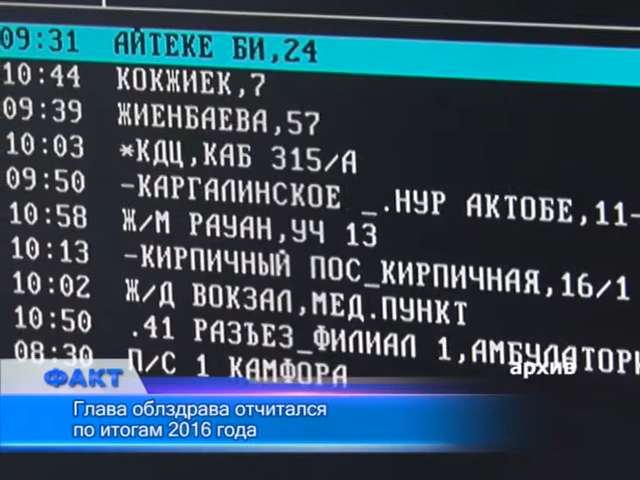 09:31 АЙТЕКЕ БИ,24
10:44 КОКЖИЕК,7
09:39 ЖИЕНБАЕВА,57
10:03 *КДЦ,КАБ 315/А
09:50 -КАРГАЛИНСКОЕ _.НУР АКТОБЕ,11-
10:58 Ж/М РАУАН,УЧ 13
10:13 -КИРПИЧНЫЙ ПОС_КИРПИЧНАЯ,16/1
10:02 Ж/Д ВОКЗАЛ,МЕД.ПУНКТ
10:50 .41 РАЗЪЕЗ_ФИЛИАЛ 1,АМБУЛАТОРИ
08:30 П/С 1 КАМФОРА
архив
ФАКТ
Глава облздрава отчитался
по итогам 2016 года